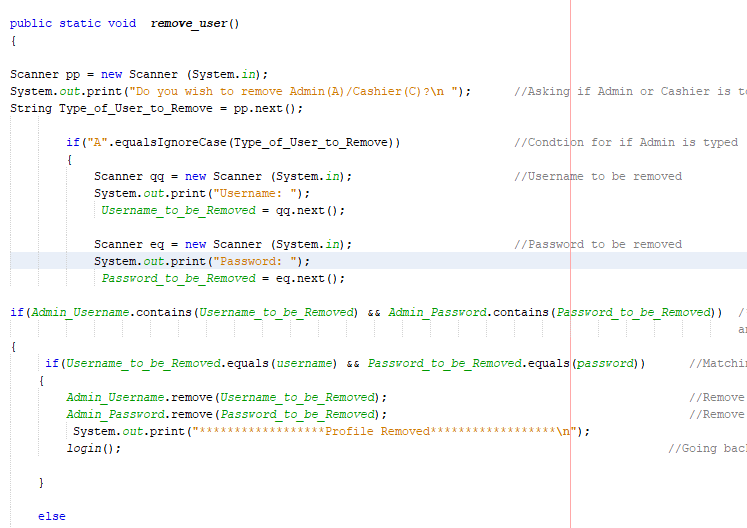 public static void  remove_user()
{
Scanner pp = new Scanner (System.in);
System.out.print("Do you wish to remove Admin(A)/Cashier(C)?\n ");      //Asking if Admin or Cashier is to
String Type_of_User_to_Remove = pp.next();
if("A".equalsIgnoreCase(Type_of_User_to_Remove))                //Condtion for if Admin is typed
{
Scanner qq = new Scanner (System.in);                       //Username to be removed
System.out.print("Username: ");
Username_to_be_Removed = qq.next();
Scanner eq = new Scanner (System.in);                       //Password to be removed
System.out.print("Password: ");
Password_to_be_Removed = eq.next();
if(Admin_Username.contains(Username_to_be_Removed) && Admin_Password.contains(Password_to_be_Removed))  /
{
if(Username_to_be_Removed.equals(username) && Password_to_be_Removed.equals(password))      //Matchin
{
Admin_Username.remove(Username_to_be_Removed);                                           //Remove
Admin_Password.remove(Password_to_be_Removed);                                           //Remove
System.out.print("******************Profile Removed******************\n");
login();                                                                              //Going back
}
else